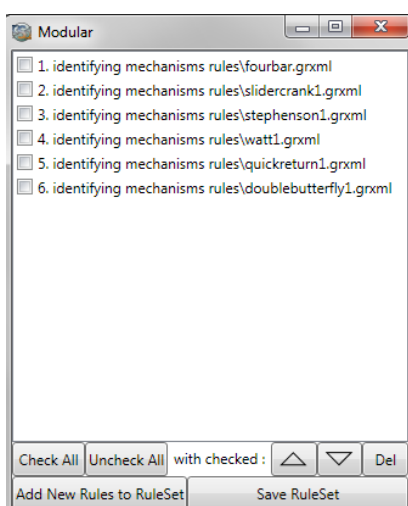 Modular
1. identifying mechanisms rules\fourbar.grxml
2. identifying mechanisms rules\slidercrank1.grxml
3. identifying mechanisms rules\stephenson1.grxml
4. identifying mechanisms rules\watt1.grxml
5. identifying mechanisms rules\quickreturn1.grxml
6. identifying mechanisms rules\doublebutterfly1.grxml
Check All Uncheck All with checked : Del
Add New Rules to RuleSet Save RuleSet